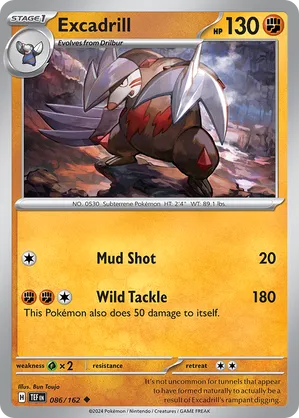 STAGE 1
Excadrill
HP 130
Evolves from Drilbur
NO. 0530 Subterrene Pokémon HT: 2'4" WT: 89.1 lbs.
Mud Shot 20
Wild Tackle 180
This Pokémon also does 50 damage to itself.
weakness ×2 resistance retreat
Illus. Bun Toujo
It's not uncommon for tunnels that appear
to have formed naturally to actually be a
result of Excadrill's rampant digging.
H TEF EN 086/162
©2024 Pokémon / Nintendo / Creatures / GAME FREAK